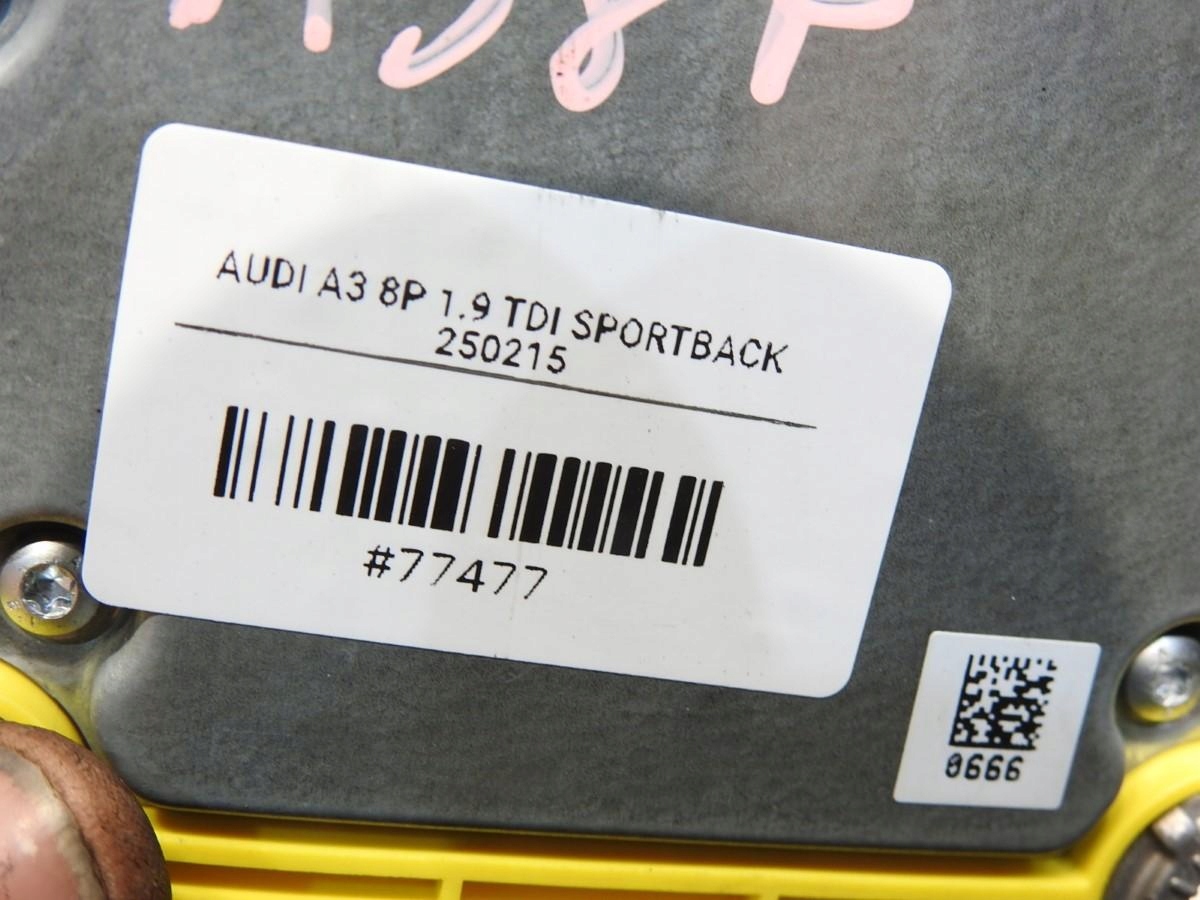 AUDI A3 8P 1.9 TDI SPORTBACK
250215
#77477
0666